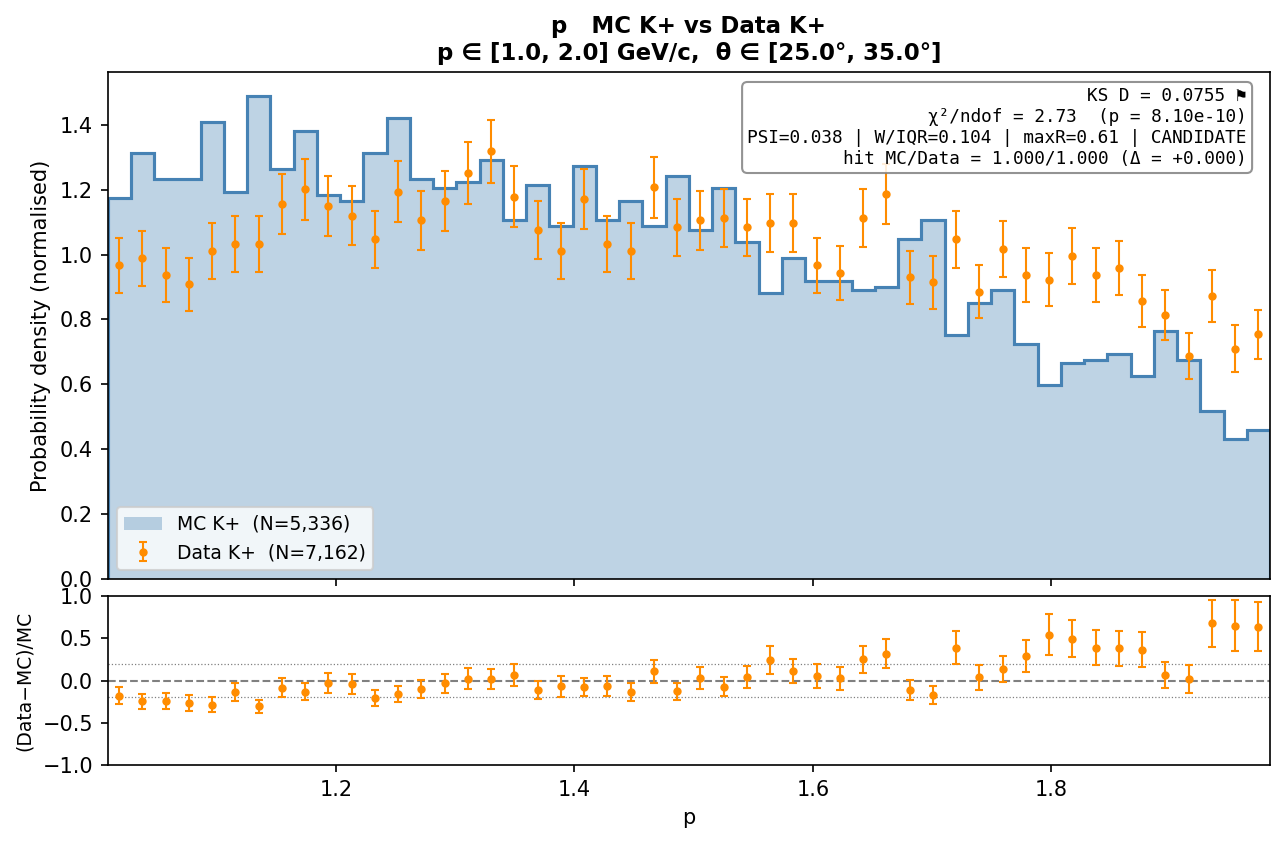 p   MC K+ vs Data K+
p ∈ [1.0, 2.0] GeV/c,  θ ∈ [25.0°, 35.0°]
KS D = 0.0755 ⚑
χ²/ndof = 2.73  (p = 8.10e-10)
PSI=0.038 | W/IQR=0.104 | maxR=0.61 | CANDIDATE
hit MC/Data = 1.000/1.000 (Δ = +0.000)
Probability density (normalised)
1.4
1.2
1.0
0.8
0.6
0.4
0.2
0.0
MC K+  (N=5,336)
Data K+  (N=7,162)
(Data−MC)/MC
1.0
0.5
0.0
−0.5
−1.0
1.2
1.4
1.6
1.8
p